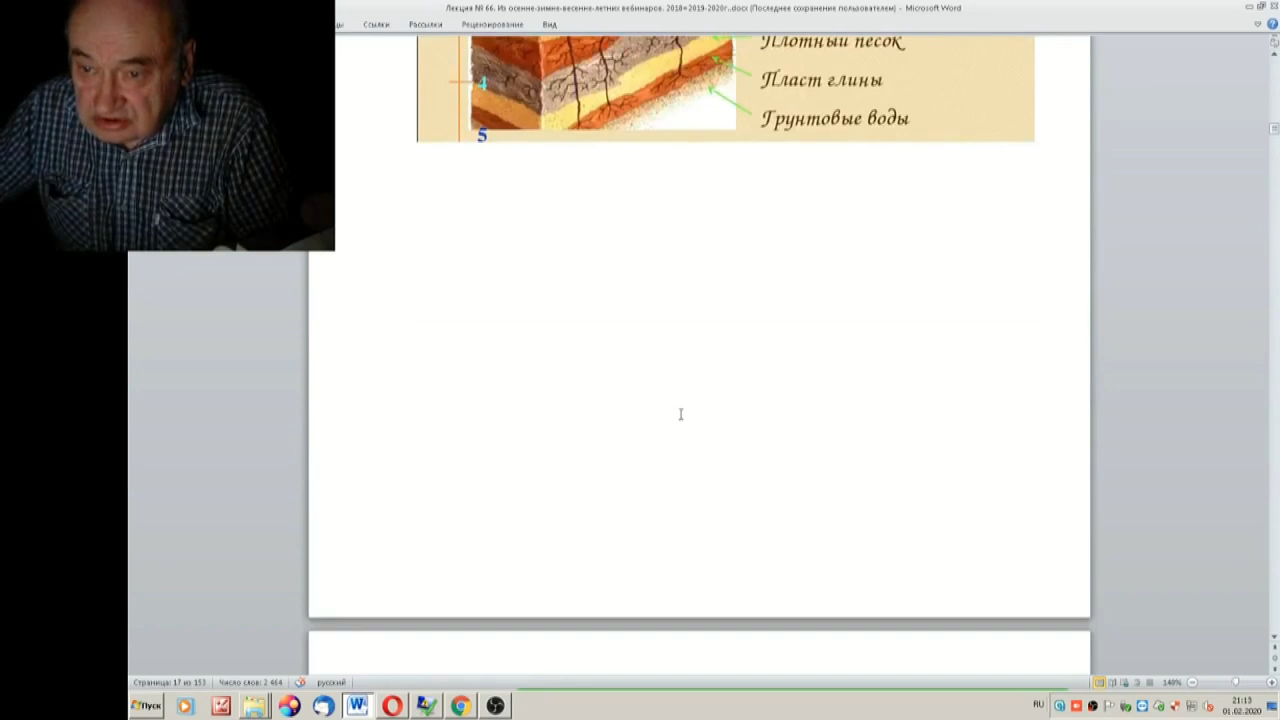 Лекция № 66. Из осенне-зимне-весенне-летних вебинаров. 2018=2019-2020г..docx (Последнее сохранение пользователем) - Microsoft Word
Ссылки Рассылки Рецензирование Вид
Плотный песок
4
Пласт глины
Грунтовые воды
5
Страница: 17 из 153 Число слов: 2 464 русский 140%
Пуск RU 21:13
01.02.2020